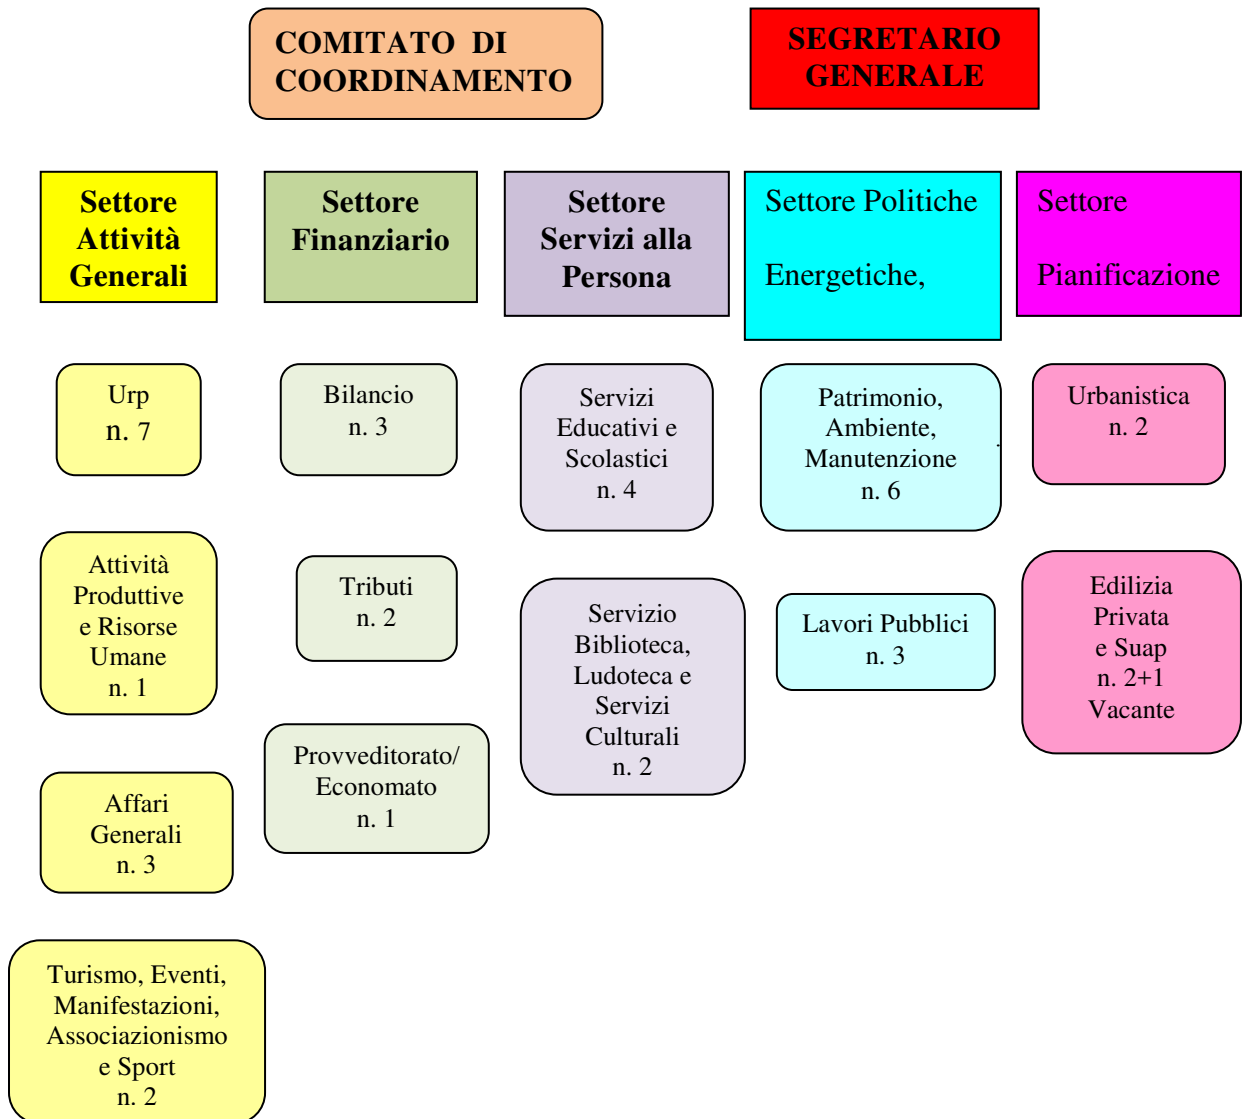 COMITATO DI
COORDINAMENTO
SEGRETARIO
GENERALE
Settore
Attività
Generali
Settore
Finanziario
Settore
Servizi alla
Persona
Settore Politiche
Energetiche,
Settore
Pianificazione
Urp
n. 7
Bilancio
n. 3
Servizi
Educativi e
Scolastici
n. 4
Patrimonio,
Ambiente,
Manutenzione
n. 6
Urbanistica
n. 2
Attività
Produttive
e Risorse
Umane
n. 1
Tributi
n. 2
Servizio
Biblioteca,
Ludoteca e
Servizi
Culturali
n. 2
Lavori Pubblici
n. 3
Edilizia
Privata
e Suap
n. 2+1
Vacante
Provveditorato/
Economato
n. 1
Affari
Generali
n. 3
Turismo, Eventi,
Manifestazioni,
Associazionismo
e Sport
n. 2